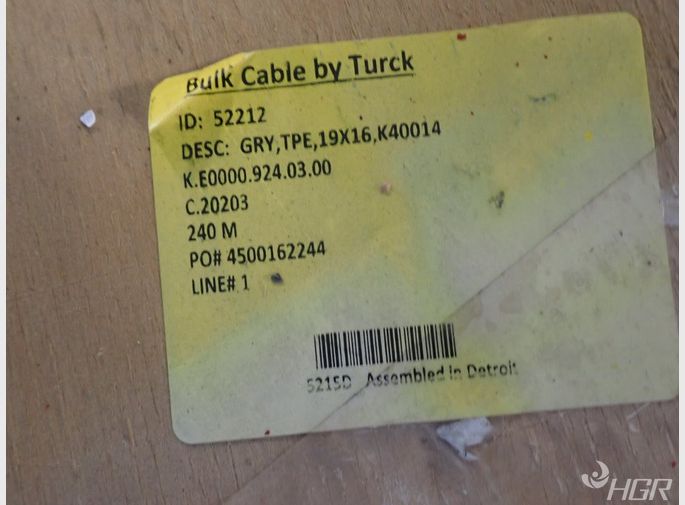 Bulk Cable by Turck
ID: 52212
DESC: GRY,TPE,19X16,K40014
K.E0000.924.03.00
C.20203
240 M
PO# 4500162244
LINE# 1
5215D Assembled in Detroit
HGR